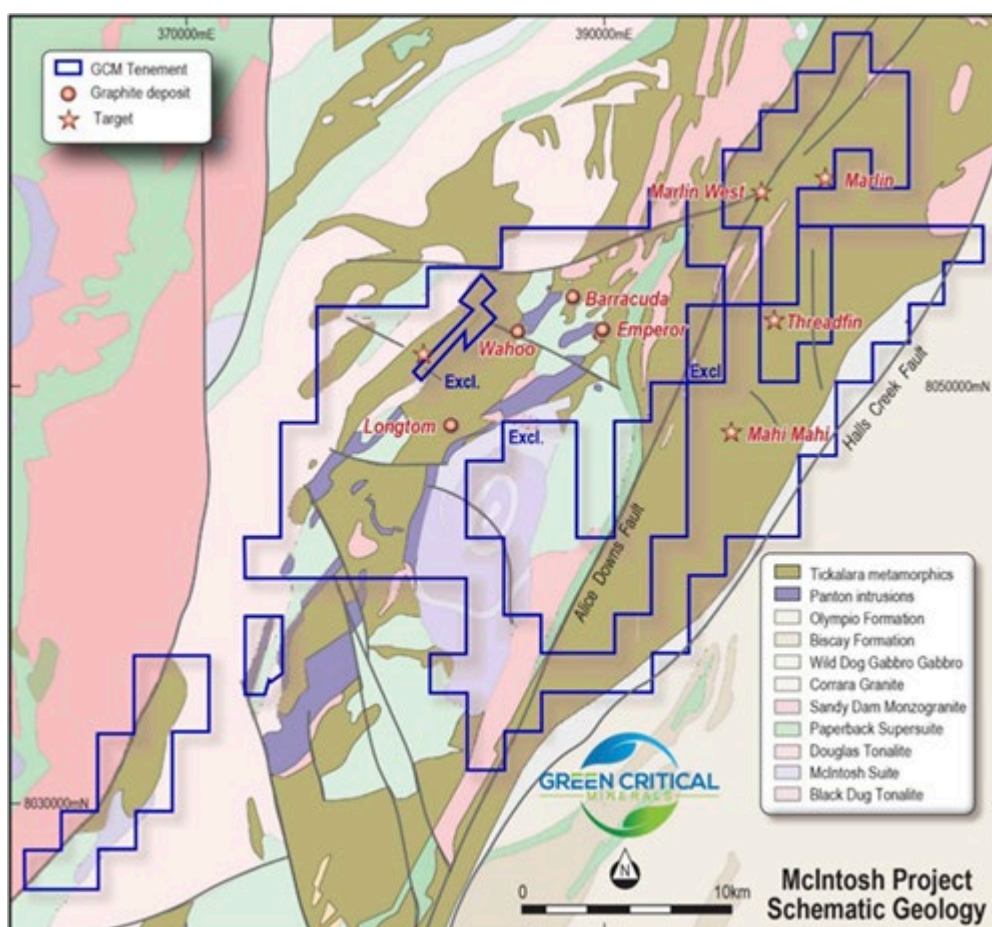 370000mE
390000mE
GCM Tenement
Graphite deposit
Target
Marlin West
Marlin
Barracuda
Emperor
Threadfin
Wahoo
Excl.
Excl
8050000mN
Longtom
Excl.
Mahi Mahi
Halls Creek Fault
Alice Downs Fault
Tickalara metamorphics
Panton intrusions
Olympio Formation
Biscay Formation
Wild Dog Gabbro Gabbro
Corrara Granite
Sandy Dam Monzogranite
Paperback Supersuite
Douglas Tonalite
McIntosh Suite
Black Dug Tonalite
GREEN CRITICAL
MINERALS
8030000mN
N
0 10km
McIntosh Project
Schematic Geology